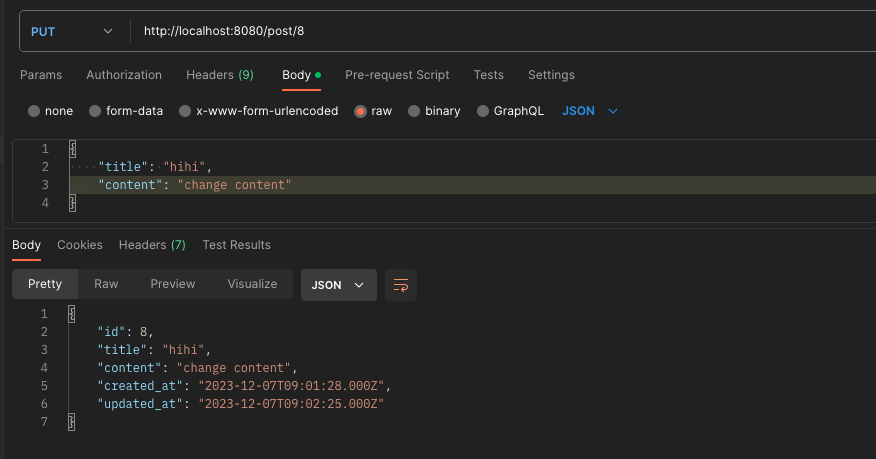 PUT http://localhost:8080/post/8
Params Authorization Headers (9) Body Pre-request Script Tests Settings
none form-data x-www-form-urlencoded raw binary GraphQL JSON
1 {
2 "title": "hihi",
3 "content": "change content"
4 }
Body Cookies Headers (7) Test Results
Pretty Raw Preview Visualize JSON
1 {
2 "id": 8,
3 "title": "hihi",
4 "content": "change content",
5 "created_at": "2023-12-07T09:01:28.000Z",
6 "updated_at": "2023-12-07T09:02:25.000Z"
7 }